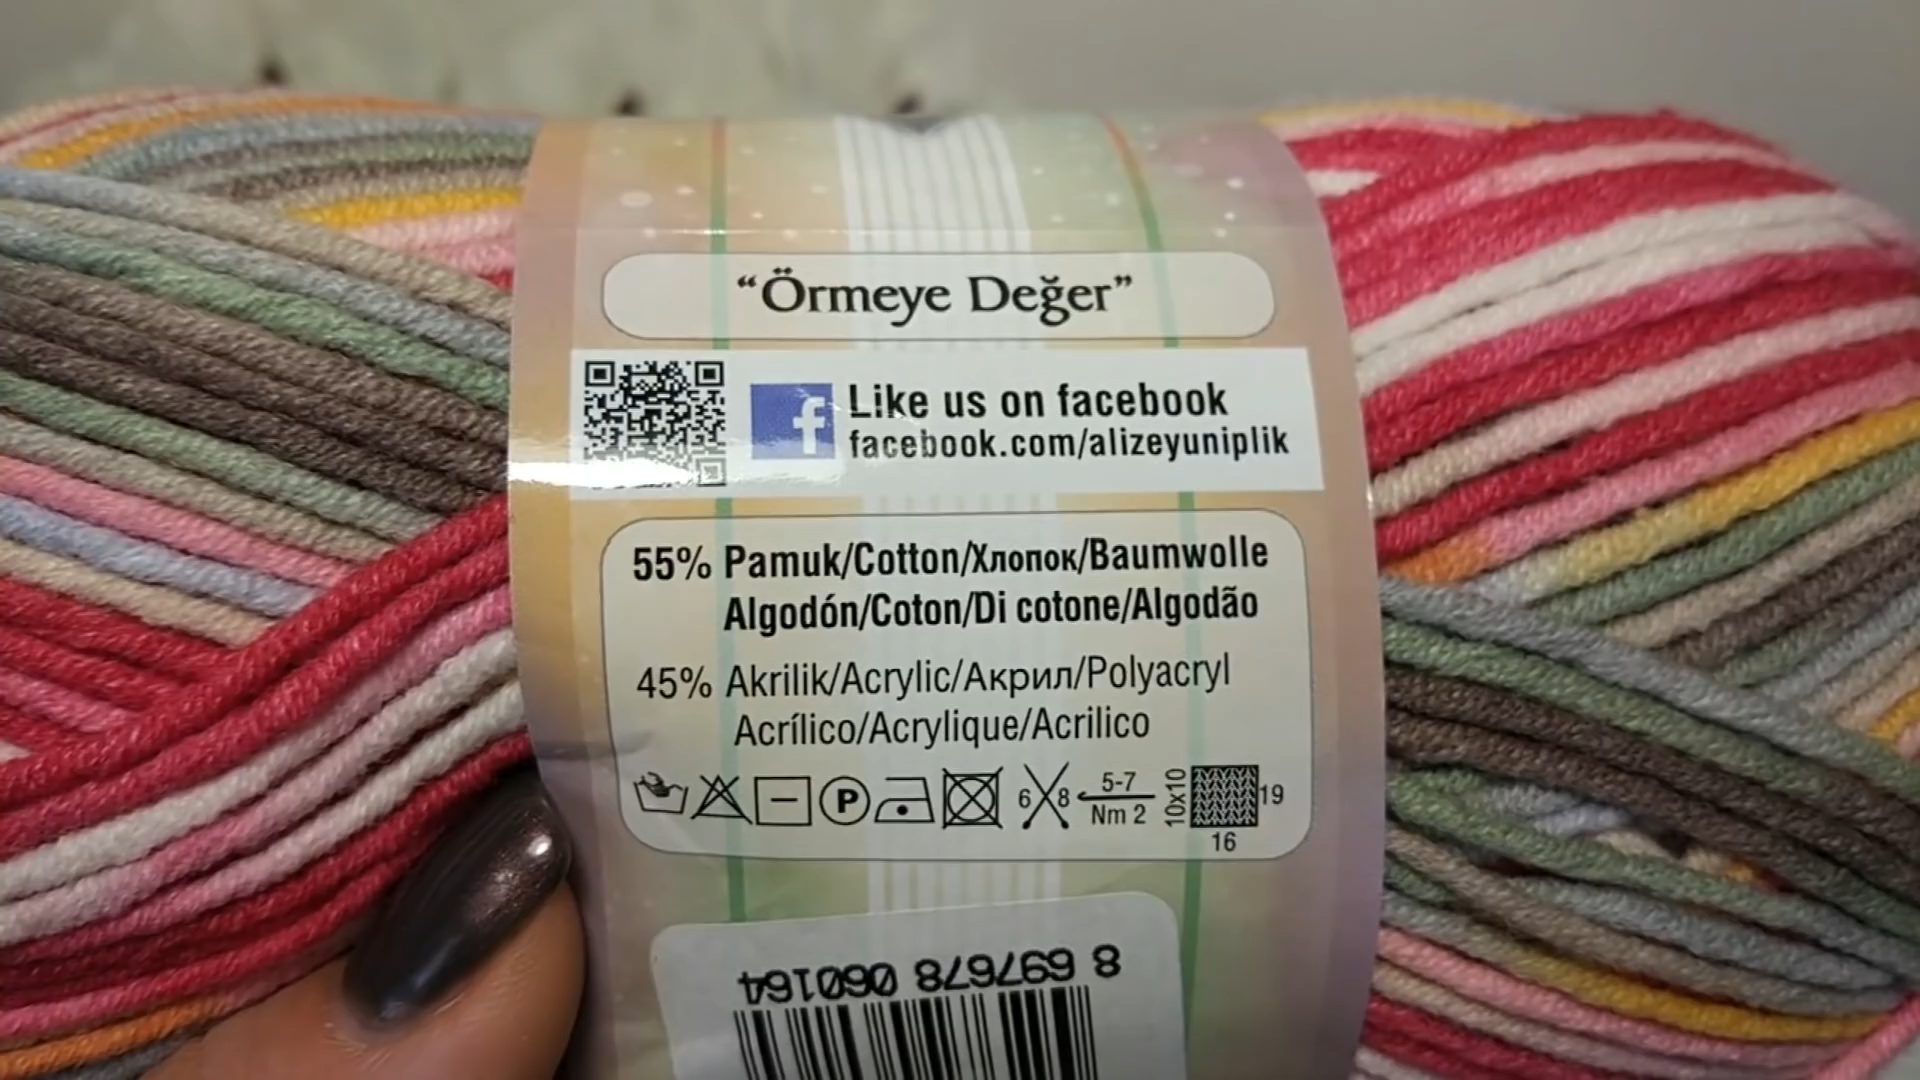 “Örmeye Değer”
f
Like us on facebook
facebook.com/alizeyuniplik
55% Pamuk/Cotton/Хлопок/Baumwolle
Algodón/Coton/Di cotone/Algodão
45% Akrilik/Acrylic/Акрил/Polyacryl
Acrílico/Acrylique/Acrilico
P 6 8 5-7 Nm 2 10x10 19
16
8 697678 060164